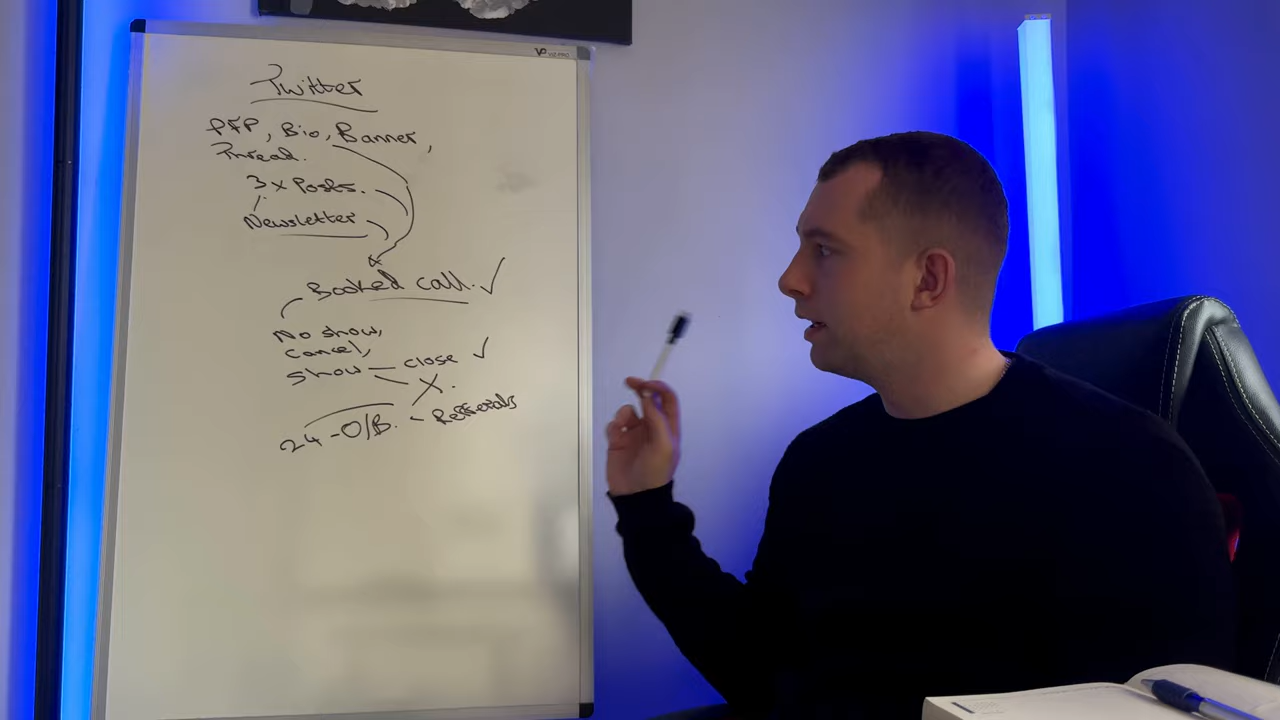 Twitter
PFP, Bio, Banner,
Thread.
3 x Posts.
Newsletter
Booked call. ✓
No show,
Cancel,
Show — close ✓
X.
24 - O/B. - Referrals